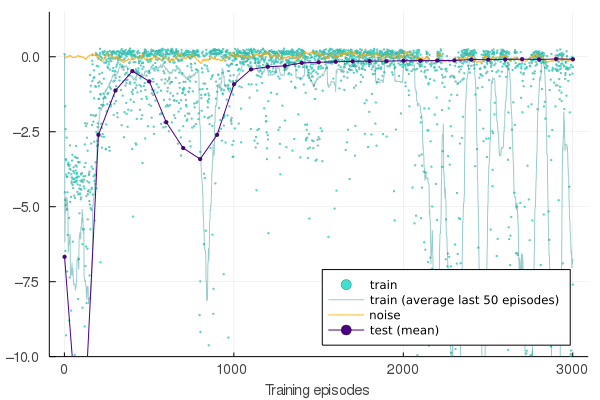 0.0
−2.5
−5.0
−7.5
−10.0
0
1000
2000
3000
Training episodes
train
train (average last 50 episodes)
noise
test (mean)